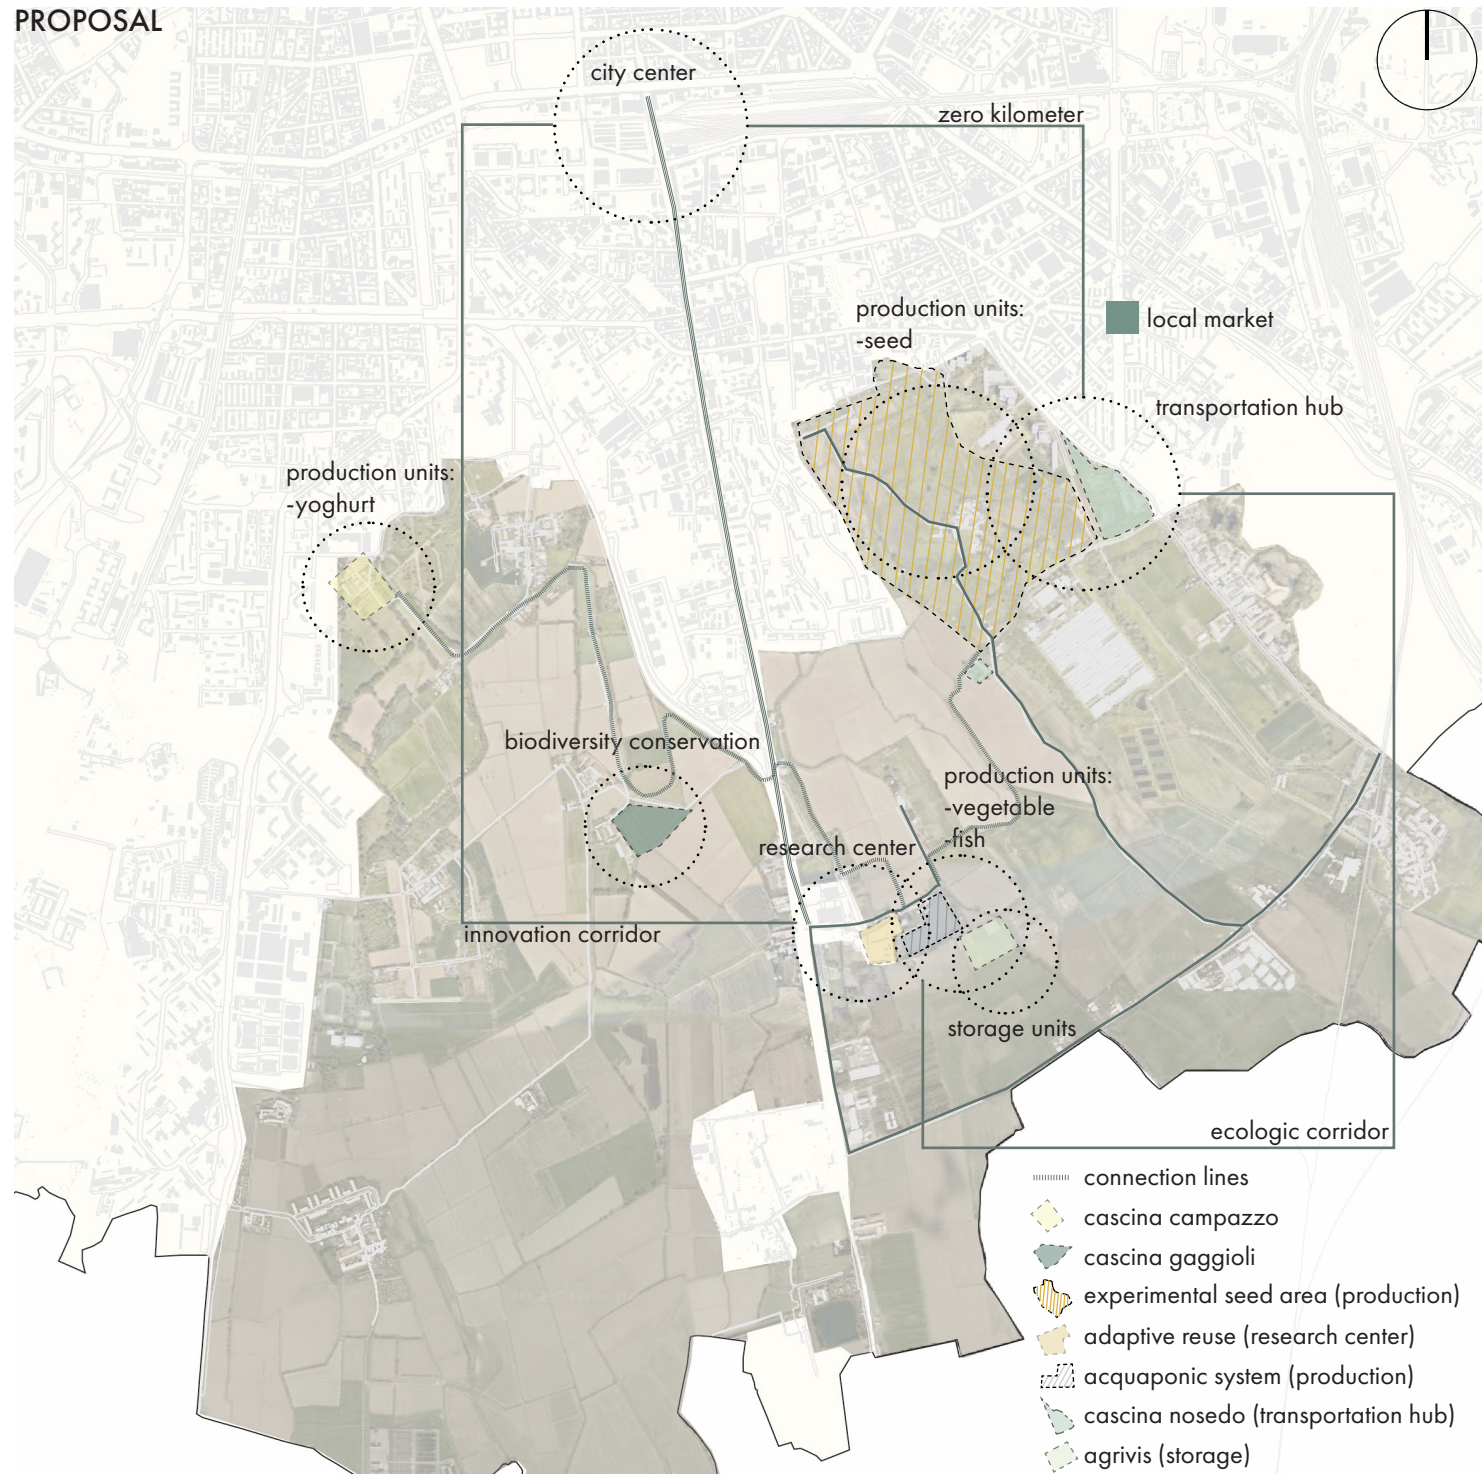 PROPOSAL
city center
zero kilometer
production units:
-seed
local market
transportation hub
production units:
-yoghurt
biodiversity conservation
production units:
-vegetable
-fish
research center
innovation corridor
storage units
ecologic corridor
connection lines
cascina campazzo
cascina gaggioli
experimental seed area (production)
adaptive reuse (research center)
acquaponic system (production)
cascina nosedo (transportation hub)
agrivis (storage)